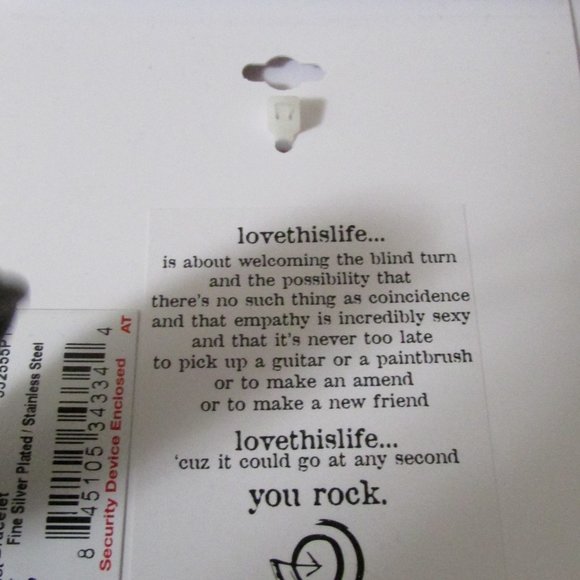 lovethislife...
is about welcoming the blind turn
and the possibility that
there's no such thing as coincidence
and that empathy is incredibly sexy
and that it's never too late
to pick up a guitar or a paintbrush
or to make an amend
or to make a new friend
lovethislife...
'cuz it could go at any second
you rock.
Fine Silver Plated / Stainless Steel
8 45105 34334 4
Security Device Enclosed
AT